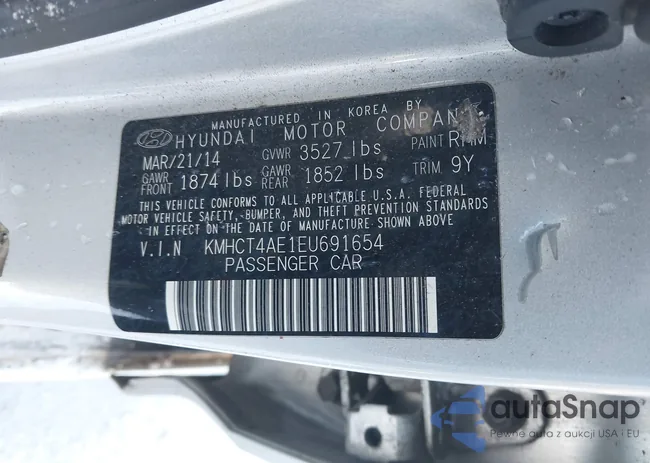 MANUFACTURED IN KOREA BY
HYUNDAI MOTOR COMPANY
MAR/21/14 GVWR 3527 lbs PAINT RHM
GAWR FRONT 1874 lbs GAWR REAR 1852 lbs TRIM 9Y
THIS VEHICLE CONFORMS TO ALL APPLICABLE U.S.A. FEDERAL
MOTOR VEHICLE SAFETY, BUMPER, AND THEFT PREVENTION STANDARDS
IN EFFECT ON THE DATE OF MANUFACTURE SHOWN ABOVE
V.I.N KMHCT4AE1EU691654
PASSENGER CAR
autaSnap
Pewne auta z aukcji USA i EU